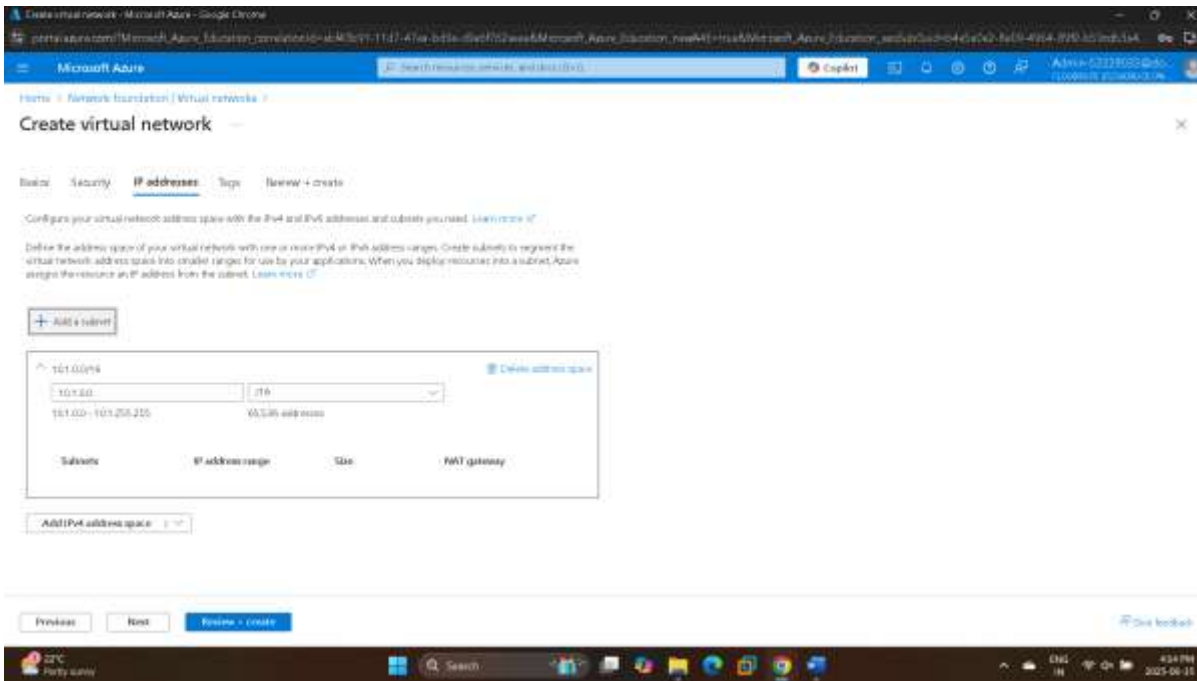 Create virtual network - Microsoft Azure - Google Chrome
Microsoft Azure
Search resources, services, and docs (G+/)
Copilot
Home > Network foundation | Virtual networks >
Create virtual network
Basics Security IP addresses Tags Review + create
Configure your virtual network address space with the IPv4 and IPv6 addresses and subnets you need. Learn more
Define the address space of your virtual network with one or more IPv4 or IPv6 address ranges. Create subnets to segment the
virtual network address space into smaller ranges for use by your applications. When you deploy resources into a subnet, Azure
assigns the resource an IP address from the subnet. Learn more
+ Add a subnet
10.1.0.0/16
Delete address space
10.1.0.0 /16
10.1.0.0 - 10.1.255.255 65,536 addresses
Subnets IP address range Size NAT gateway
Add IPv4 address space
Previous Next Review + create
Give feedback
22°C
Partly sunny
Search
ENG
IN
4:34 PM